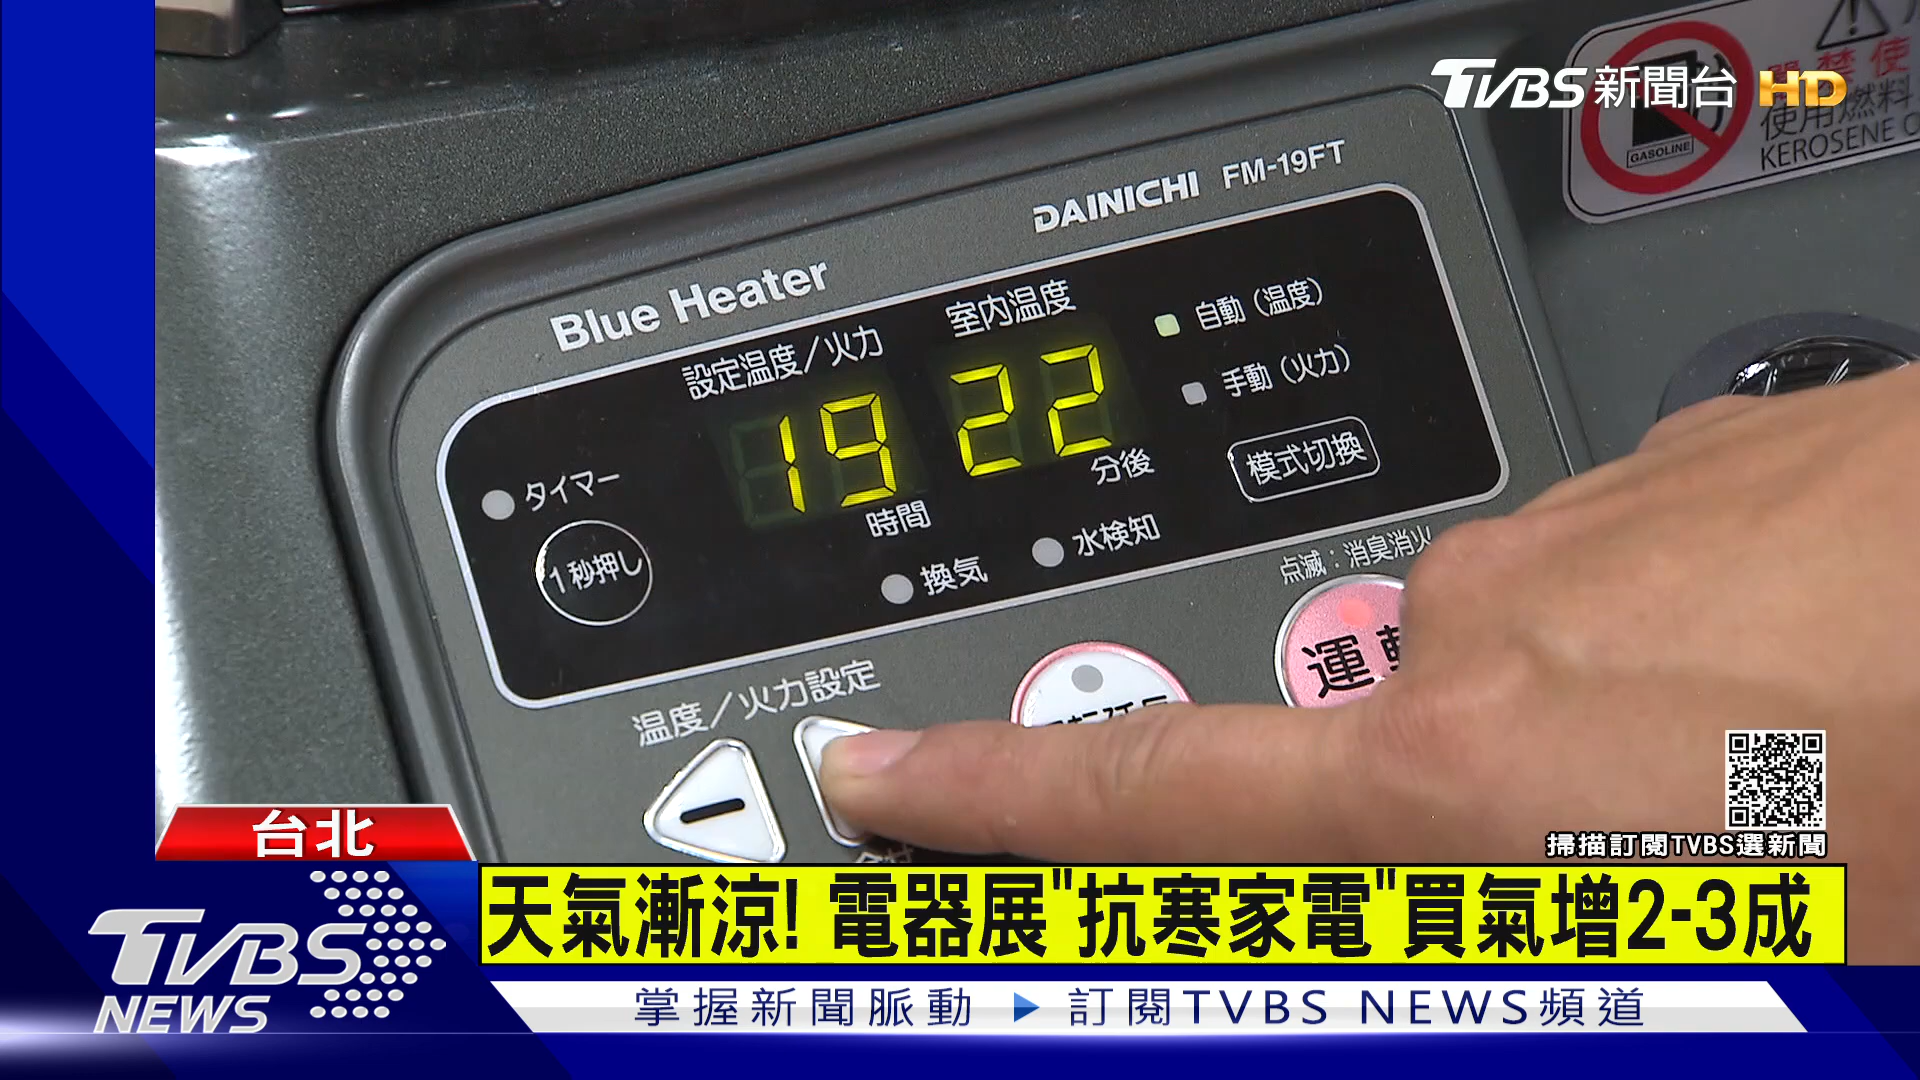 TVBS新聞台 HD
禁使
使用燃料
KEROSENE O
GASOLINE
DAINICHI FM-19FT
Blue Heater
設定温度／火力
室内温度
自動（温度）
19 22
手動（火力）
時間
分後
模式切換
タイマー
1秒押し
換気
水検知
点滅：消臭消火
運
温度／火力設定
台北
掃描訂閱TVBS選新聞
天氣漸涼! 電器展"抗寒家電"買氣增2-3成
TVBS NEWS
掌握新聞脈動 ▶ 訂閱TVBS NEWS頻道